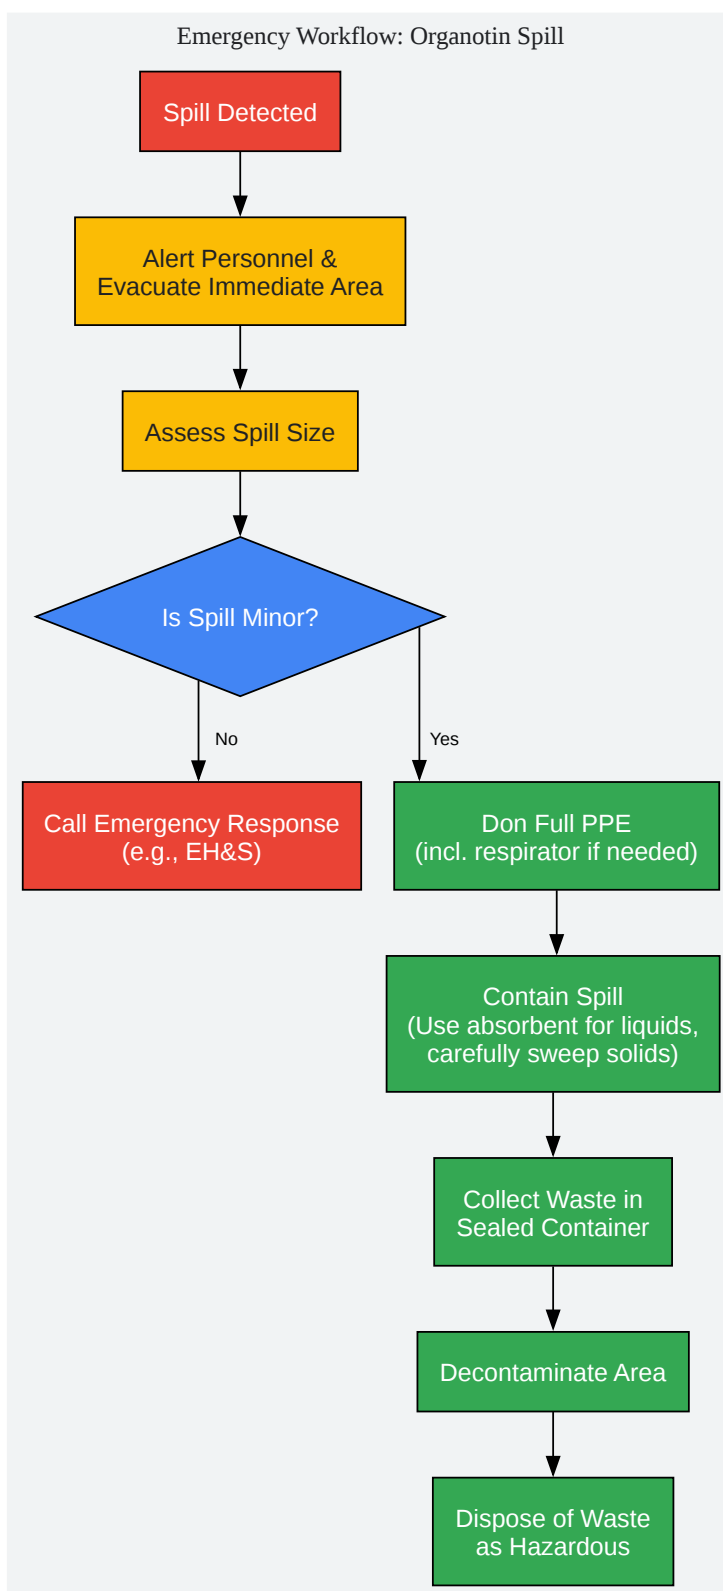 Emergency Workflow: Organotin Spill
Spill Detected
Alert Personnel &
Evacuate Immediate Area
Assess Spill Size
Is Spill Minor?
No
Yes
Call Emergency Response
(e.g., EH&S)
Don Full PPE
(incl. respirator if needed)
Contain Spill
(Use absorbent for liquids,
carefully sweep solids)
Collect Waste in
Sealed Container
Decontaminate Area
Dispose of Waste
as Hazardous